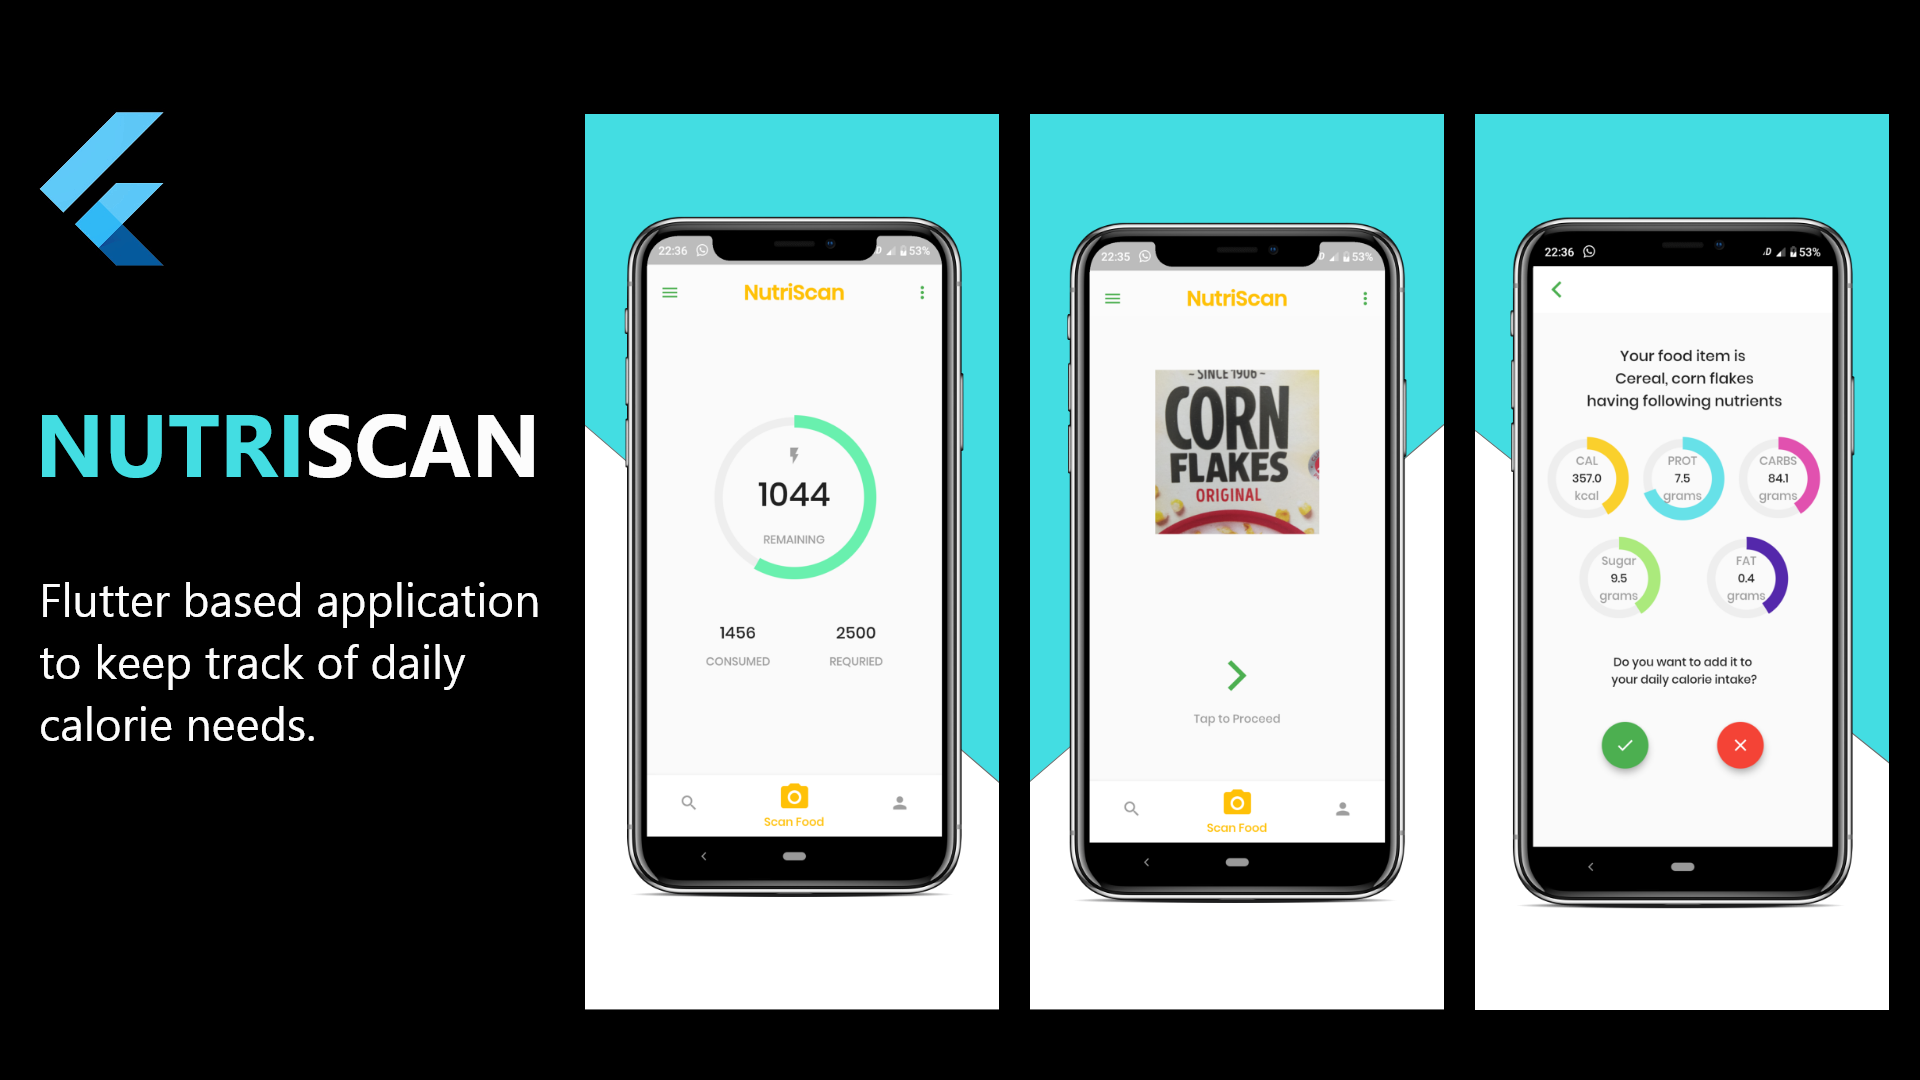 NUTRISCAN
Flutter based application
to keep track of daily
calorie needs.
22:36
53%
NutriScan
1044
REMAINING
1456
2500
CONSUMED
REQURIED
Scan Food
22:35
53%
NutriScan
- SINCE 1906 -
CORN
FLAKES
ORIGINAL
Tap to Proceed
Scan Food
22:36
53%
Your food item is
Cereal, corn flakes
having following nutrients
CAL
357.0
kcal
PROT
7.5
grams
CARBS
84.1
grams
Sugar
9.5
grams
FAT
0.4
grams
Do you want to add it to
your daily calorie intake?